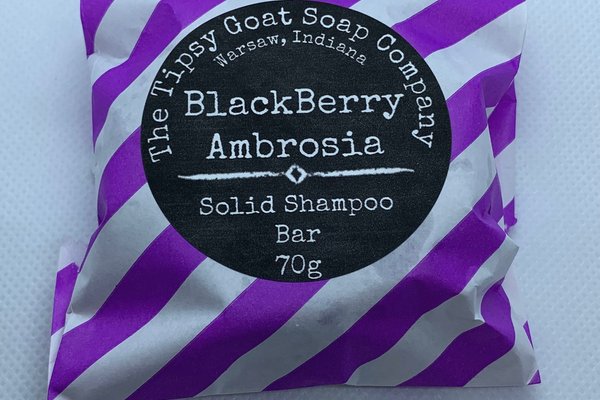 The Tipsy Goat Soap Company
Warsaw, Indiana
BlackBerry
Ambrosia
Solid Shampoo
Bar
70g